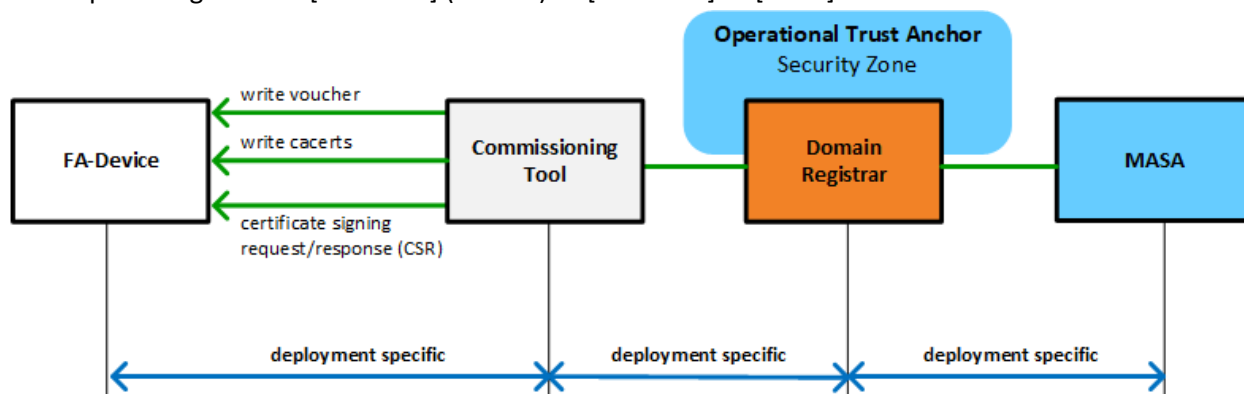 Operational Trust Anchor
Security Zone
write voucher
write cacerts
certificate signing
request/response (CSR)
FA-Device
Commissioning
Tool
Domain
Registrar
MASA
deployment specific
deployment specific
deployment specific